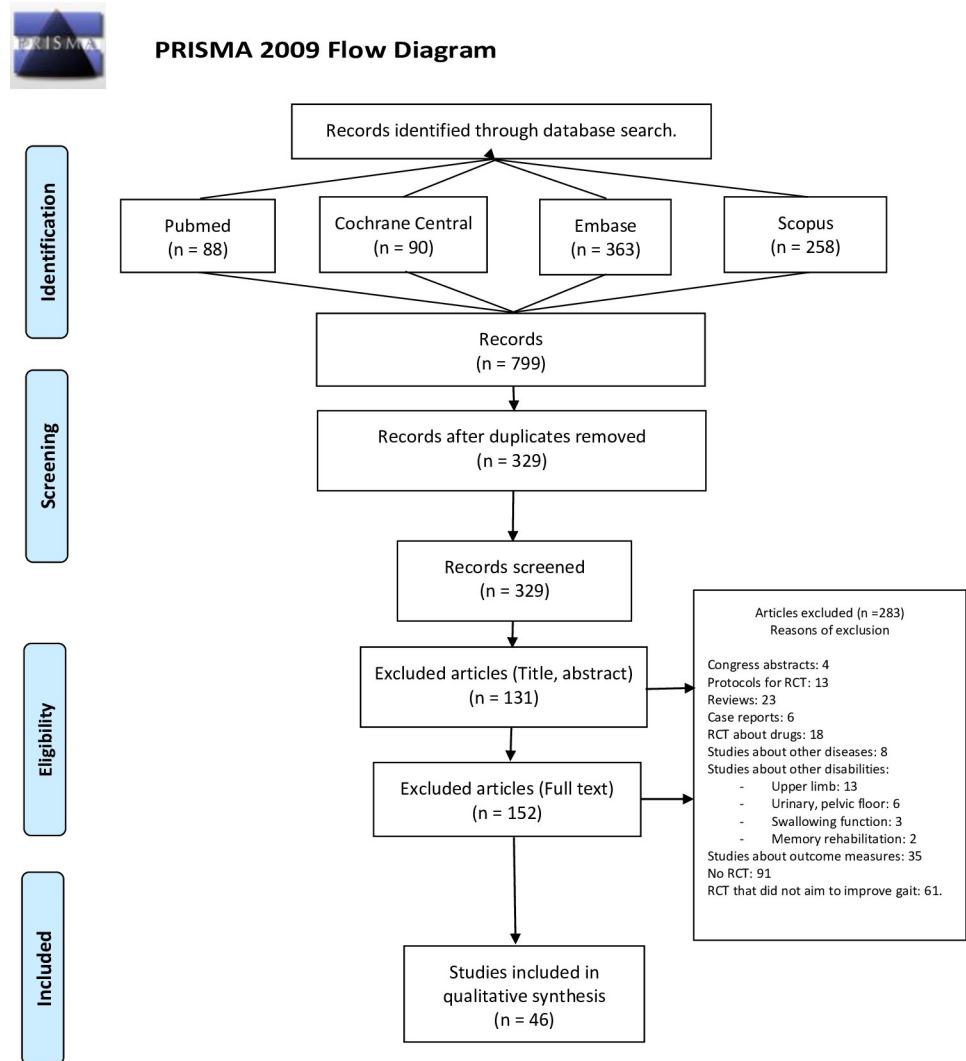 PRISMA
PRISMA 2009 Flow Diagram
Records identified through database search.
Identification
Pubmed
(n = 88)
Cochrane Central
(n = 90)
Embase
(n = 363)
Scopus
(n = 258)
Records
(n = 799)
Screening
Records after duplicates removed
(n = 329)
Records screened
(n = 329)
Eligibility
Excluded articles (Title, abstract)
(n = 131)
Excluded articles (Full text)
(n = 152)
Articles excluded (n =283)
Reasons of exclusion
Congress abstracts: 4
Protocols for RCT: 13
Reviews: 23
Case reports: 6
RCT about drugs: 18
Studies about other diseases: 8
Studies about other disabilities:
- Upper limb: 13
- Urinary, pelvic floor: 6
- Swallowing function: 3
- Memory rehabilitation: 2
Studies about outcome measures: 35
No RCT: 91
RCT that did not aim to improve gait: 61.
Included
Studies included in
qualitative synthesis
(n = 46)